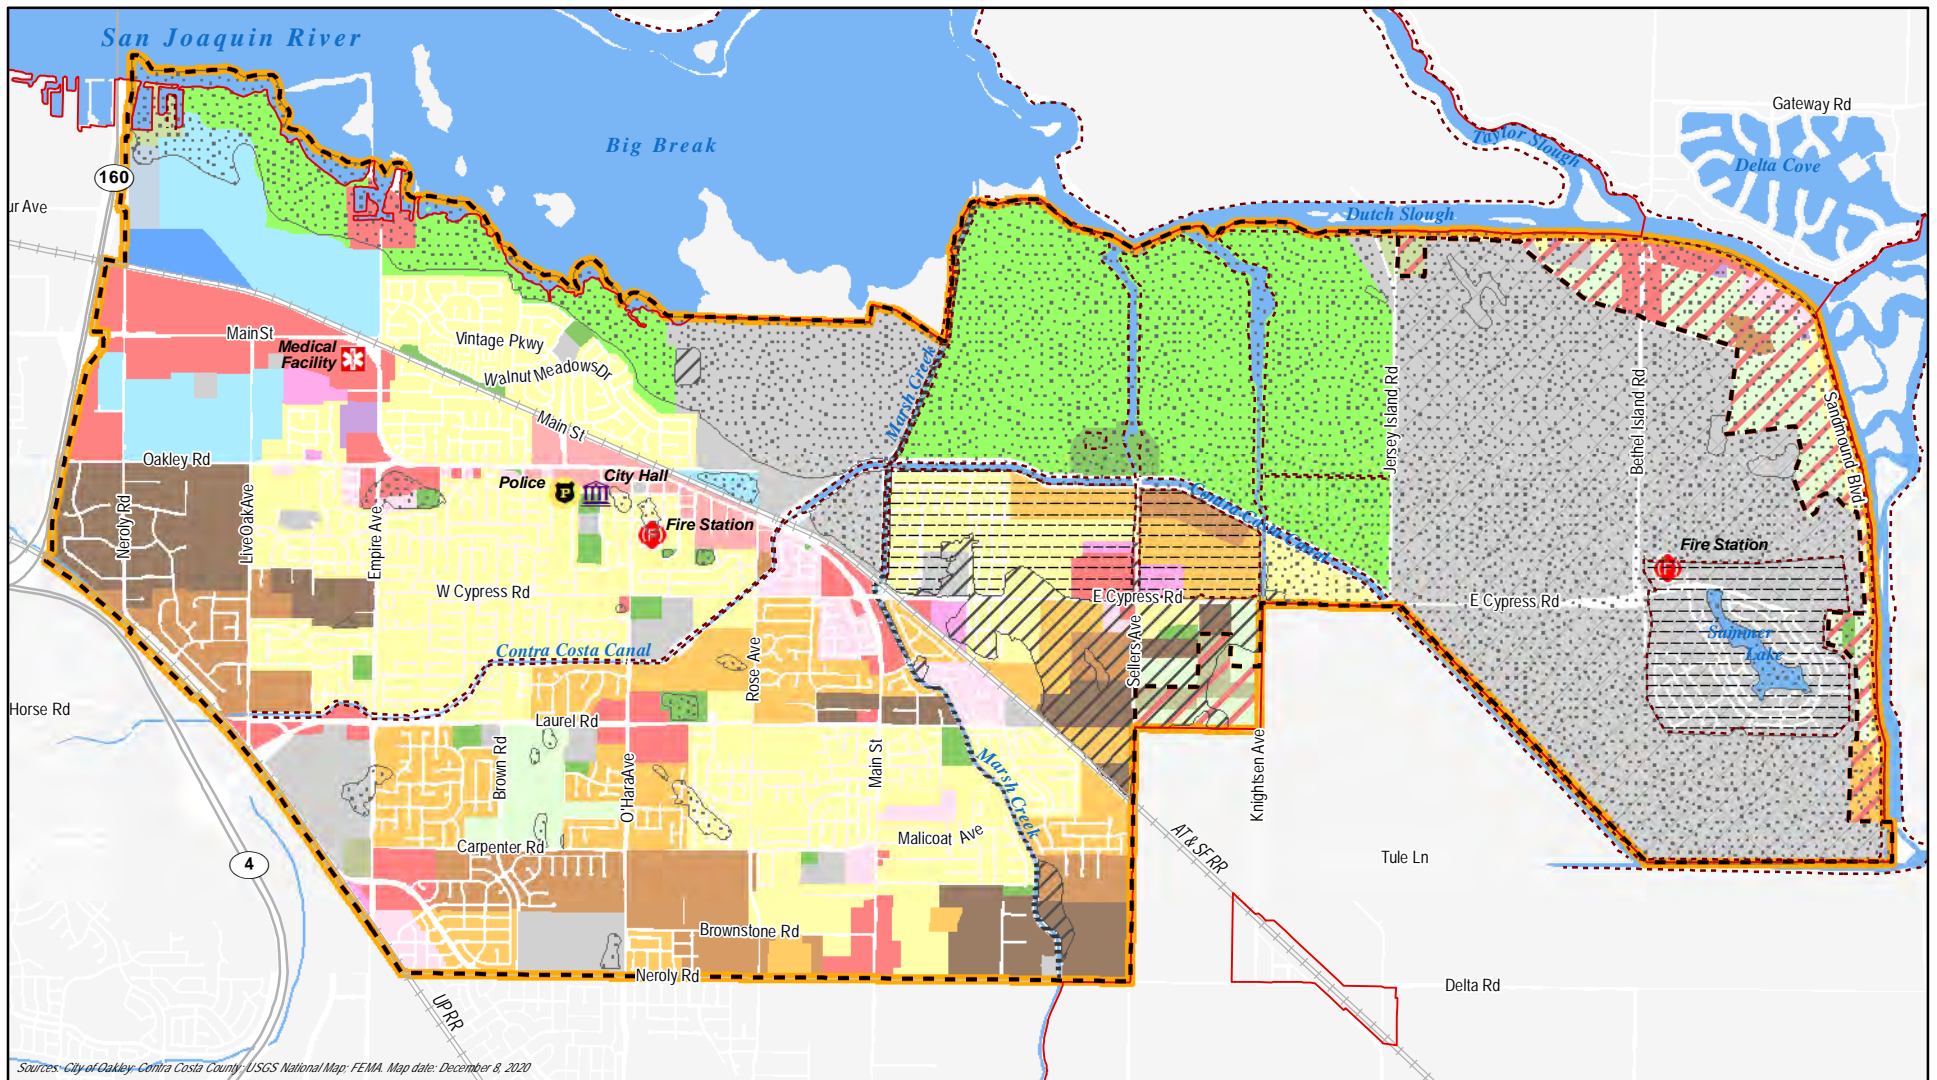 San Joaquin River
Gateway Rd
Taylor Slough
Big Break
Delta Cove
160
ur Ave
Dutch Slough
Main St
Medical
Facility
Vintage Pkwy
Walnut Meadows Dr
Marsh Creek
Jersey Island Rd
Bethel Island Rd
Sandmound Blvd
Main St
Oakley Rd
Police
City Hall
P
Neroly Rd
Live Oak Ave
Empire Ave
Fire Station
F
Contra Costa Canal
Fire Station
F
W Cypress Rd
E Cypress Rd
E Cypress Rd
Summer
Lake
Contra Costa Canal
Rose Ave
Sellers Ave
Horse Rd
Laurel Rd
Brown Rd
O'Hara Ave
Main St
Marsh Creek
Knightsen Ave
Malicoat Ave
Carpenter Rd
AT & SF RR
Tule Ln
4
Brownstone Rd
Neroly Rd
Delta Rd
UP RR
Sources: City of Oakley; Contra Costa County; USGS National Map; FEMA. Map date: December 8, 2020